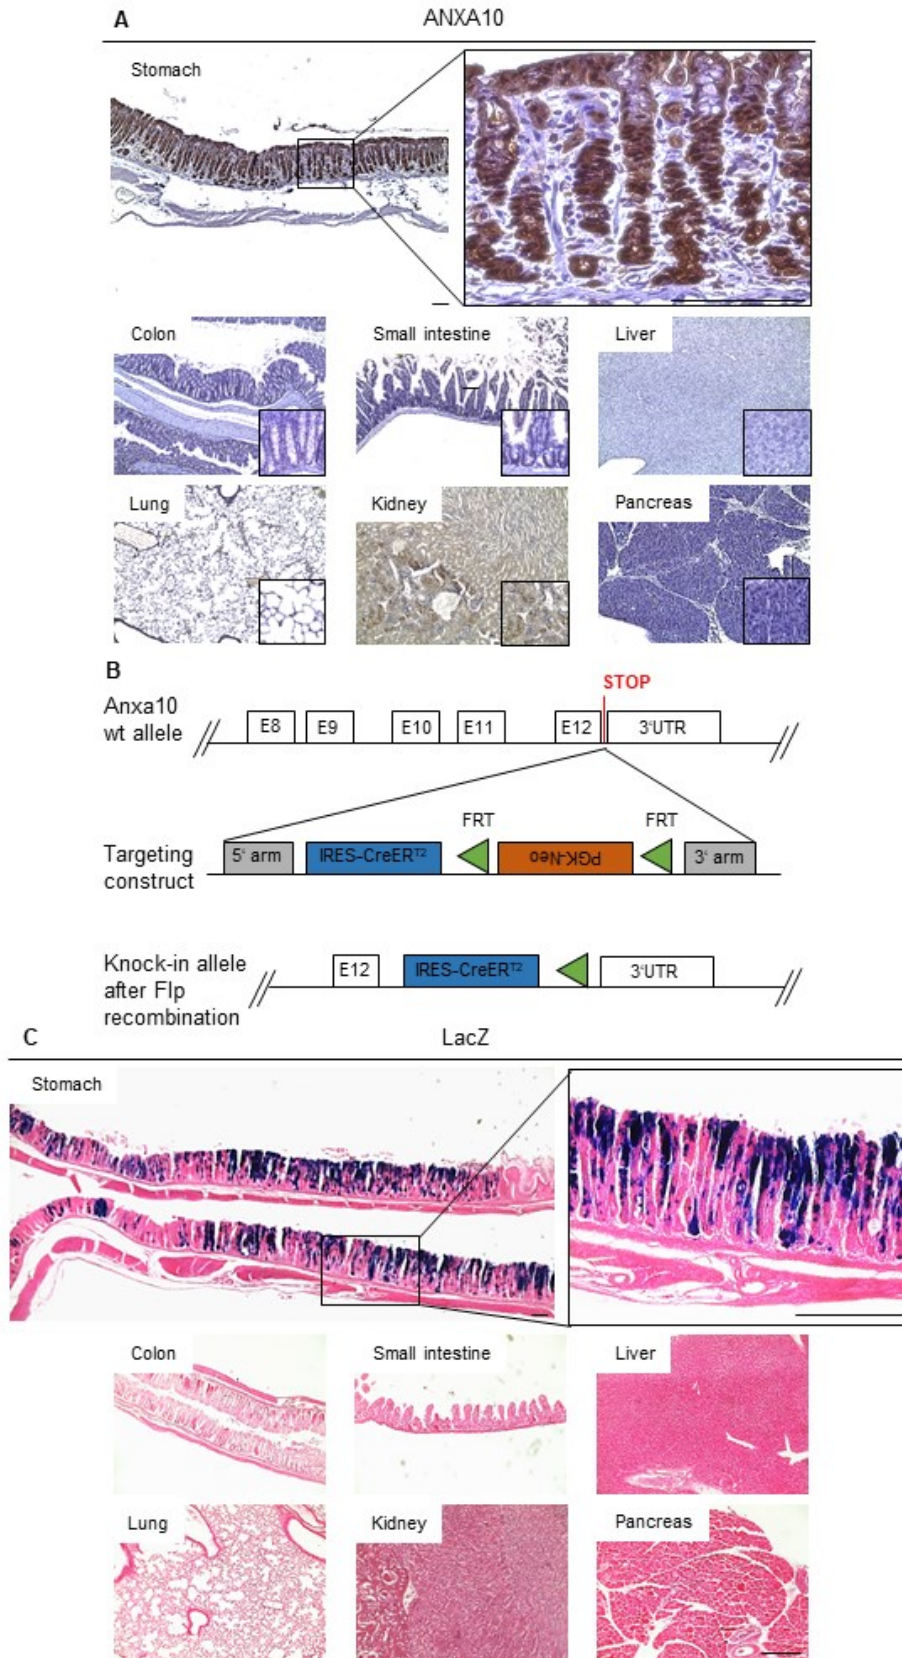 A
ANXA10
Stomach
Colon
Small intestine
Liver
Lung
Kidney
Pancreas
B
STOP
Anxa10
wt allele
E8
E9
E10
E11
E12
3'UTR
FRT
FRT
Targeting
construct
5' arm
IRES-CreERT2
PGK-Neo
3' arm
Knock-in allele
after Flp
recombination
E12
IRES-CreERT2
3'UTR
C
LacZ
Stomach
Colon
Small intestine
Liver
Lung
Kidney
Pancreas